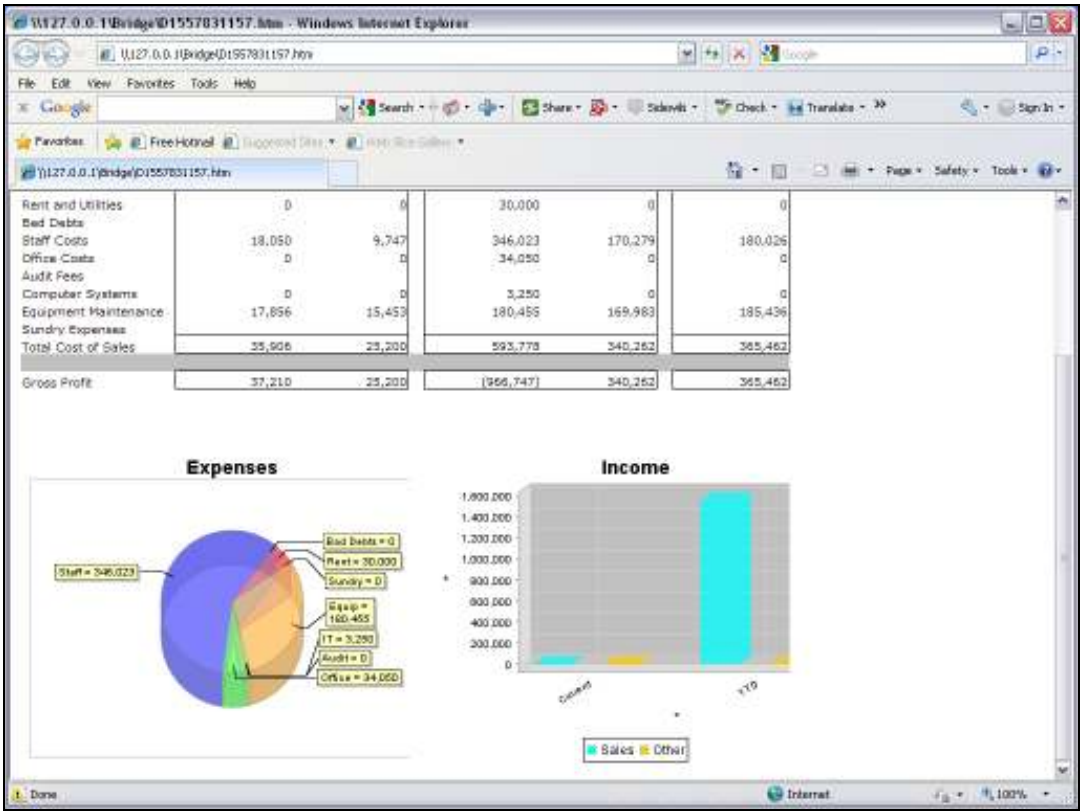 \\127.0.0.1\Bridge\D1557831157.htm - Windows Internet Explorer
\\127.0.0.1\Bridge\D1557831157.htm Google
File Edit View Favorites Tools Help
x Google Search Share Sidewiki Check Translate » Sign In
Favorites Free Hotmail Suggested Sites
\\127.0.0.1\Bridge\D1557831157.htm Page Safety Tools
Rent and Utilities 0 0 30,000 0 0
Bad Debts
Staff Costs 18,050 9,747 346,023 170,279 180,026
Office Costs 0 0 34,050 0 0
Audit Fees
Computer Systems 0 0 3,250 0 0
Equipment Maintenance 17,856 15,453 180,455 169,983 185,436
Sundry Expenses
Total Cost of Sales 35,906 25,200 593,778 340,262 365,462
Gross Profit 37,210 25,200 (966,747) 340,262 365,462
Expenses
Bad Debts = 0
Rent = 30,000
Staff = 346,023
Sundry = 0
Equip =
180,455
IT = 3,250
Audit = 0
Office = 34,050
Income
1,600,000
1,400,000
1,200,000
1,000,000
800,000
600,000
400,000
200,000
0
Current YTD
Sales Other
Done Internet 100%